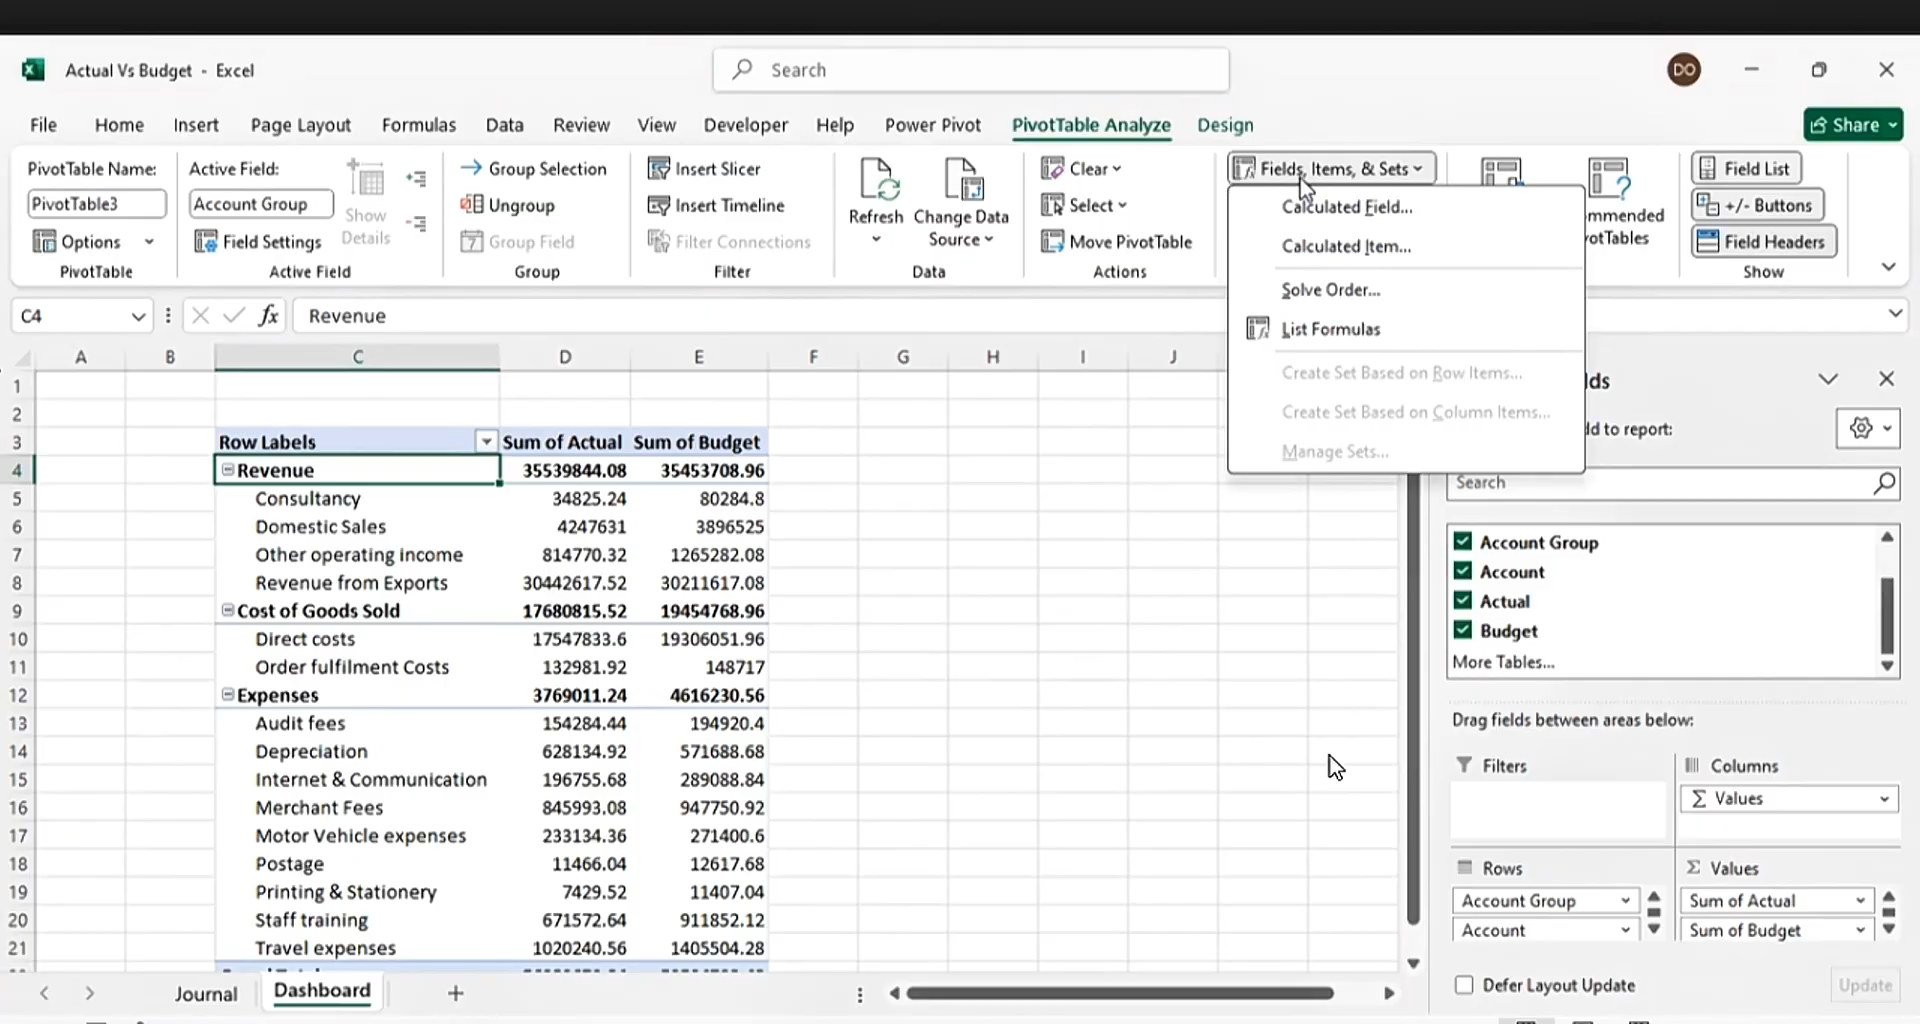 Actual Vs Budget - Excel
Search
DO
File Home Insert Page Layout Formulas Data Review View Developer Help Power Pivot PivotTable Analyze Design
Share
PivotTable Name:
PivotTable3
Options
PivotTable
Active Field:
Account Group
Field Settings
Show
Details
Active Field
Group Selection
Ungroup
Group Field
Group
Insert Slicer
Insert Timeline
Filter Connections
Filter
Refresh
Change Data
Source
Data
Clear
Select
Move PivotTable
Actions
Fields, Items, & Sets
Calculated Field...
Calculated Item...
Solve Order...
List Formulas
Create Set Based on Row Items...
Create Set Based on Column Items...
Manage Sets...
mmended
votTables
Field List
+/- Buttons
Field Headers
Show
C4
fx
Revenue
A B C D E F G H I J
1
2
3 Row Labels Sum of Actual Sum of Budget
4 Revenue 35539844.08 35453708.96
5 Consultancy 34825.24 80284.8
6 Domestic Sales 4247631 3896525
7 Other operating income 814770.32 1265282.08
8 Revenue from Exports 30442617.52 30211617.08
9 Cost of Goods Sold 17680815.52 19454768.96
10 Direct costs 17547833.6 19306051.96
11 Order fulfilment Costs 132981.92 148717
12 Expenses 3769011.24 4616230.56
13 Audit fees 154284.44 194920.4
14 Depreciation 628134.92 571688.68
15 Internet & Communication 196755.68 289088.84
16 Merchant Fees 845993.08 947750.92
17 Motor Vehicle expenses 233134.36 271400.6
18 Postage 11466.04 12617.68
19 Printing & Stationery 7429.52 11407.04
20 Staff training 671572.64 911852.12
21 Travel expenses 1020240.56 1405504.28
lds
ld to report:
Search
Account Group
Account
Actual
Budget
More Tables...
Drag fields between areas below:
Filters
Columns
Σ Values
Rows
Account Group
Account
Σ Values
Sum of Actual
Sum of Budget
Defer Layout Update
Update
Journal
Dashboard